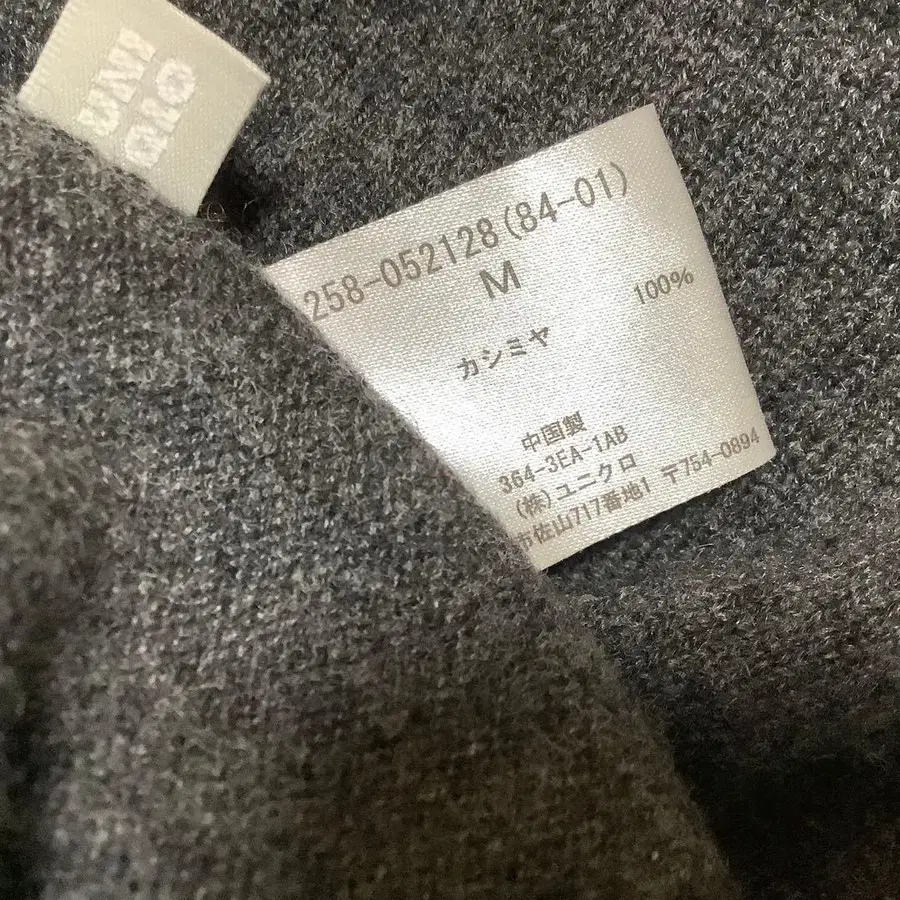 UNI
QLO
258-052128(84-01)
M
カシミヤ 100%
中国製
364-3EA-1AB
(株)ユニクロ
市佐山717番地1 〒754-0894